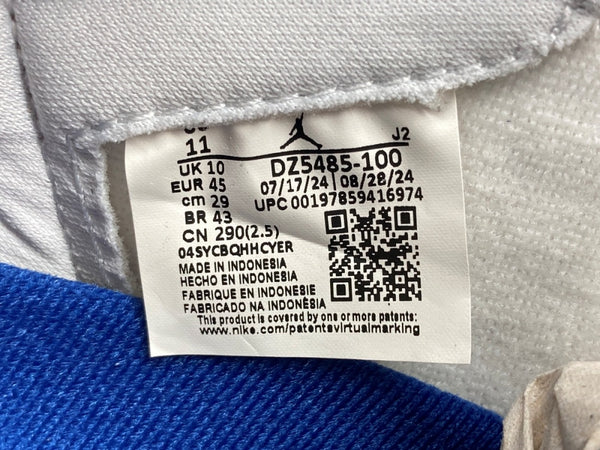 11
J2
UK 10
DZ5485-100
EUR 45
07/17/24 | 08/28/24
cm 29
UPC 00197859416974
BR 43
CN 290(2.5)
04SYCBQHHCYER
MADE IN INDONESIA
HECHO EN INDONESIA
FABRIQUE EN INDONESIE
FABRICADO NA INDONÉSIA
This product is covered by one or more patents:
www.nike.com/patentsvirtualmarking